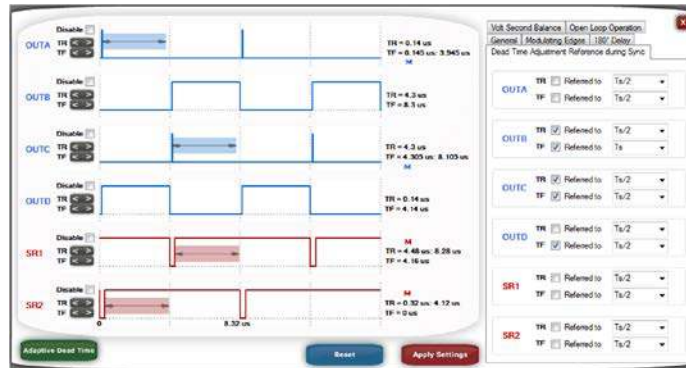 Disable
OUTA
TR
TF
TR = 0.14 us
TF = 0.145 us: 3.945 us
M
Disable
OUTB
TR
TF
TR = 4.3 us
TF = 8.3 us
Disable
OUTC
TR
TF
TR = 4.3 us
TF = 4.305 us: 8.105 us
M
Disable
OUTD
TR
TF
TR = 0.14 us
TF = 4.14 us
Disable
SR1
TR
TF
M
TR = 4.48 us: 8.28 us
TF = 4.16 us
Disable
SR2
TR
TF
M
TR = 0.32 us: 4.12 us
TF = 0 us
0
8.32 us
Adaptive Dead Time
Reset
Apply Settings
Volt Second Balance
Open Loop Operation
General
Modulating Edges
180° Delay
Dead Time Adjustment Reference during Sync
OUTA
TR Referred to Ts/2
TF Referred to Ts/2
OUTB
TR Referred to Ts/2
TF Referred to Ts
OUTC
TR Referred to Ts/2
TF Referred to Ts/2
OUTD
TR Referred to Ts/2
TF Referred to Ts/2
SR1
TR Referred to Ts/2
TF Referred to Ts/2
SR2
TR Referred to Ts/2
TF Referred to Ts/2